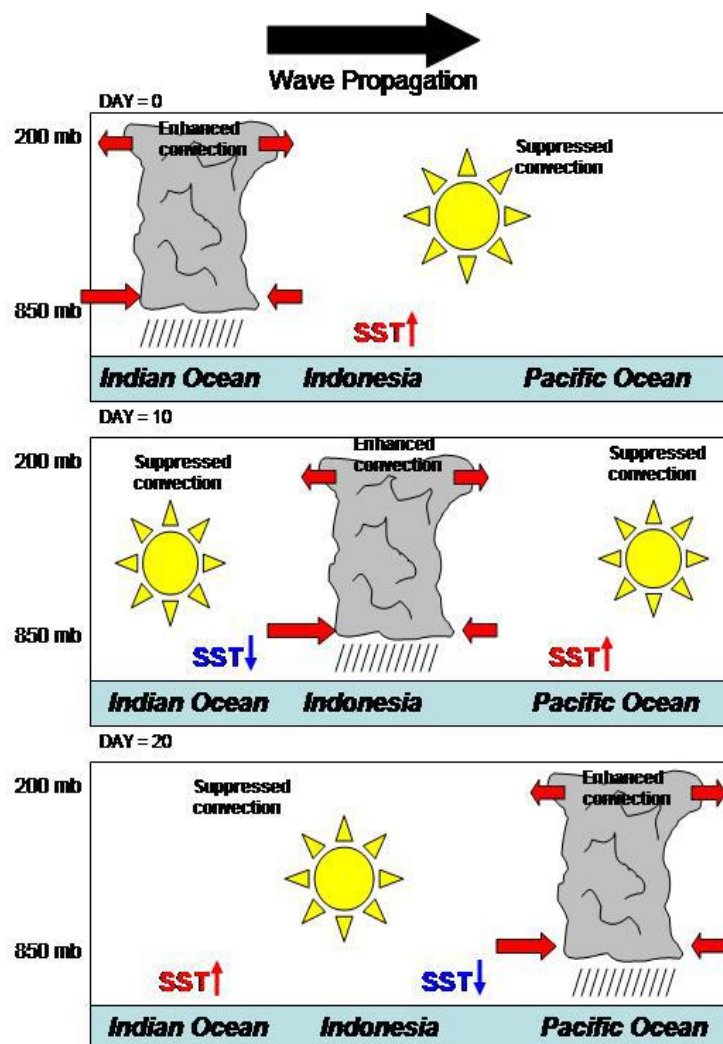 Wave Propagation
DAY = 0
200 mb
Enhanced
convection
Suppressed
convection
850 mb
SST
Indian Ocean Indonesia Pacific Ocean
DAY = 10
200 mb
Suppressed
convection
Enhanced
convection
Suppressed
convection
850 mb
SST SST
Indian Ocean Indonesia Pacific Ocean
DAY = 20
200 mb
Suppressed
convection
Enhanced
convection
850 mb
SST SST
Indian Ocean Indonesia Pacific Ocean